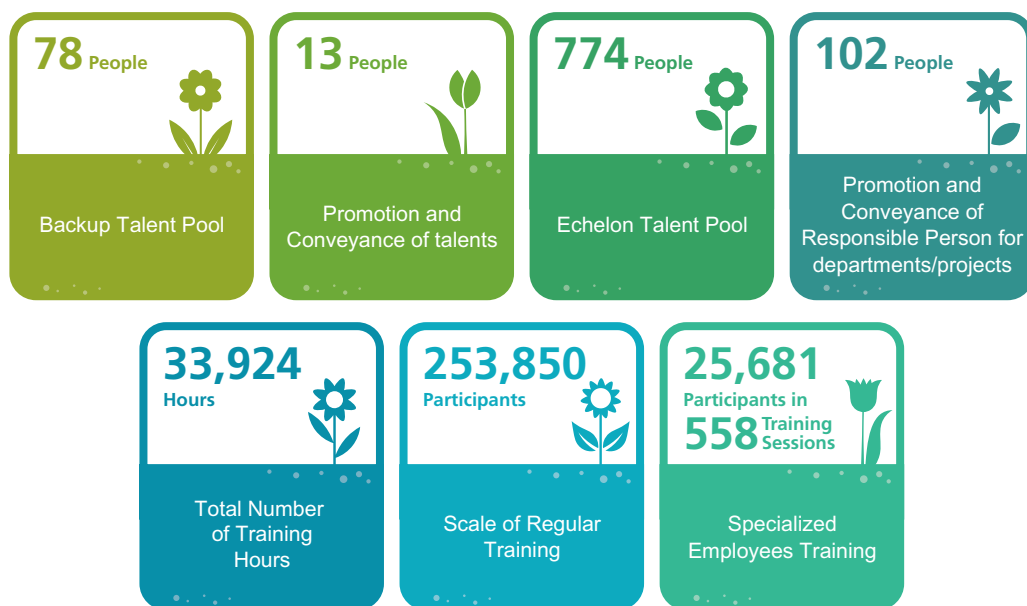 78 People
Backup Talent Pool
13 People
Promotion and
Conveyance of talents
774 People
Echelon Talent Pool
102 People
Promotion and
Conveyance of
Responsible Person for
departments/projects
33,924
Hours
Total Number
of Training
Hours
253,850
Participants
Scale of Regular
Training
25,681
Participants in
558 Training
Sessions
Specialized
Employees Training